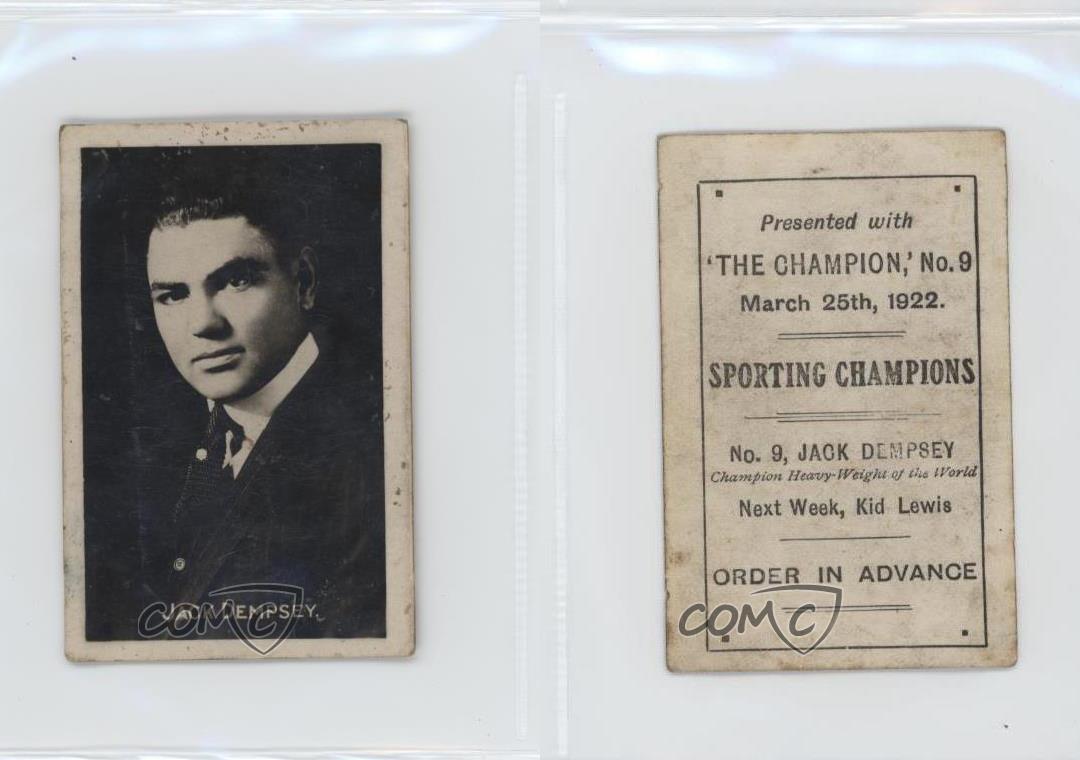 JACK DEMPSEY.
COMC
Presented with
'THE CHAMPION,' No. 9
March 25th, 1922.
SPORTING CHAMPIONS
No. 9, JACK DEMPSEY
Champion Heavy-Weight of the World
Next Week, Kid Lewis
ORDER IN ADVANCE
COMC